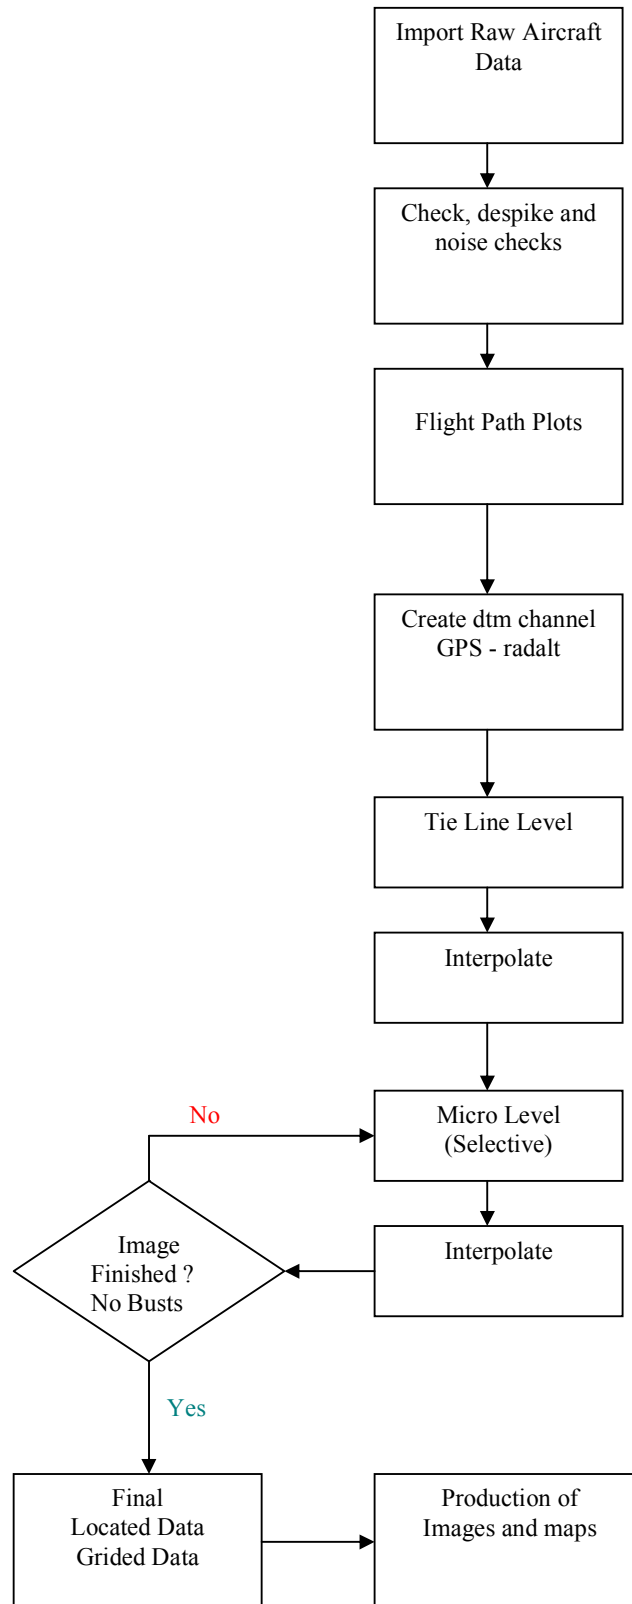 Import Raw Aircraft
Data
Check, despike and
noise checks
Flight Path Plots
Create dtm channel
GPS - radalt
Tie Line Level
Interpolate
No
Micro Level
(Selective)
Image
Finished ?
No Busts
Interpolate
Yes
Final
Located Data
Grided Data
Production of
Images and maps